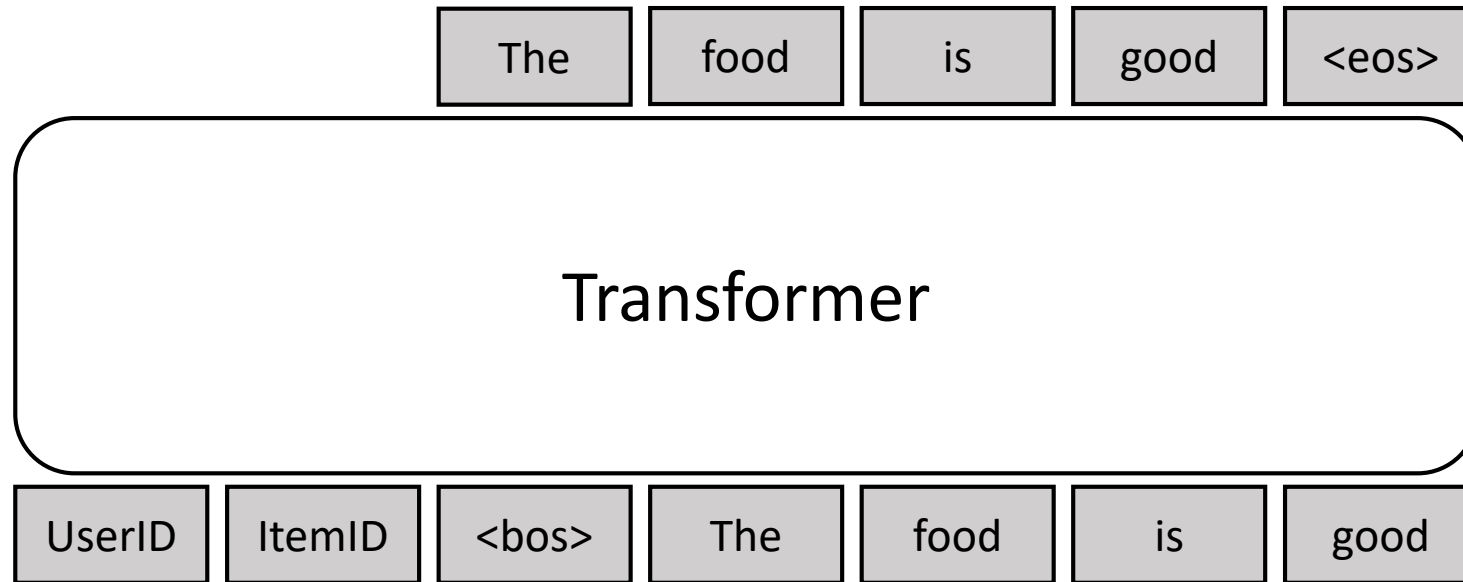 The food is good <eos>
Transformer
UserID ItemID <bos> The food is good